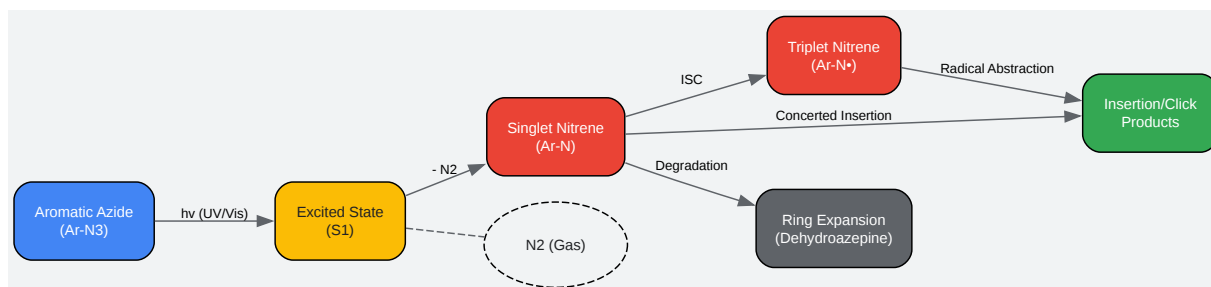 Aromatic Azide
(Ar-N3)
hv (UV/Vis)
Excited State
(S1)
- N2
N2 (Gas)
Singlet Nitrene
(Ar-N)
ISC
Triplet Nitrene
(Ar-N•)
Radical Abstraction
Concerted Insertion
Degradation
Ring Expansion
(Dehydroazepine)
Insertion/Click
Products